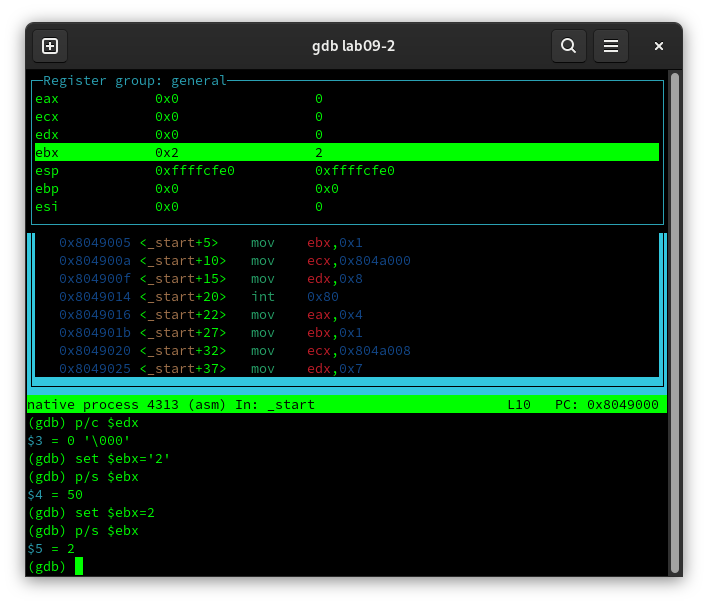 gdb lab09-2
Register group: general
eax 0x0 0
ecx 0x0 0
edx 0x0 0
ebx 0x2 2
esp 0xffffcfe0 0xffffcfe0
ebp 0x0 0x0
esi 0x0 0
0x8049005 <_start+5> mov ebx,0x1
0x804900a <_start+10> mov ecx,0x804a000
0x804900f <_start+15> mov edx,0x8
0x8049014 <_start+20> int 0x80
0x8049016 <_start+22> mov eax,0x4
0x804901b <_start+27> mov ebx,0x1
0x8049020 <_start+32> mov ecx,0x804a008
0x8049025 <_start+37> mov edx,0x7
native process 4313 (asm) In: _start L10 PC: 0x8049000
(gdb) p/c $edx
$3 = 0 '\000'
(gdb) set $ebx='2'
(gdb) p/s $ebx
$4 = 50
(gdb) set $ebx=2
(gdb) p/s $ebx
$5 = 2
(gdb)